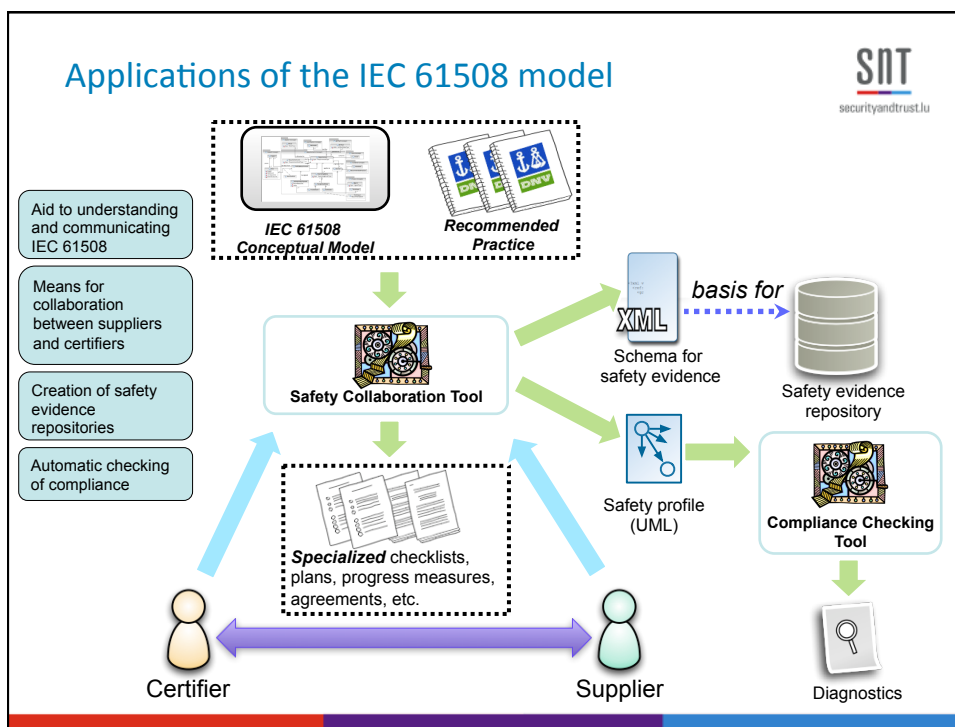 Applications of the IEC 61508 model
SNT
securityandtrust.lu
Aid to understanding
and communicating
IEC 61508
Means for
collaboration
between suppliers
and certifiers
Creation of safety
evidence
repositories
Automatic checking
of compliance
IEC 61508
Conceptual Model
DNV
DNV
DNV
Recommended
Practice
Safety Collaboration Tool
XML
Schema for
safety evidence
basis for
Safety evidence
repository
Safety profile
(UML)
Compliance Checking
Tool
Diagnostics
Specialized checklists,
plans, progress measures,
agreements, etc.
Certifier
Supplier